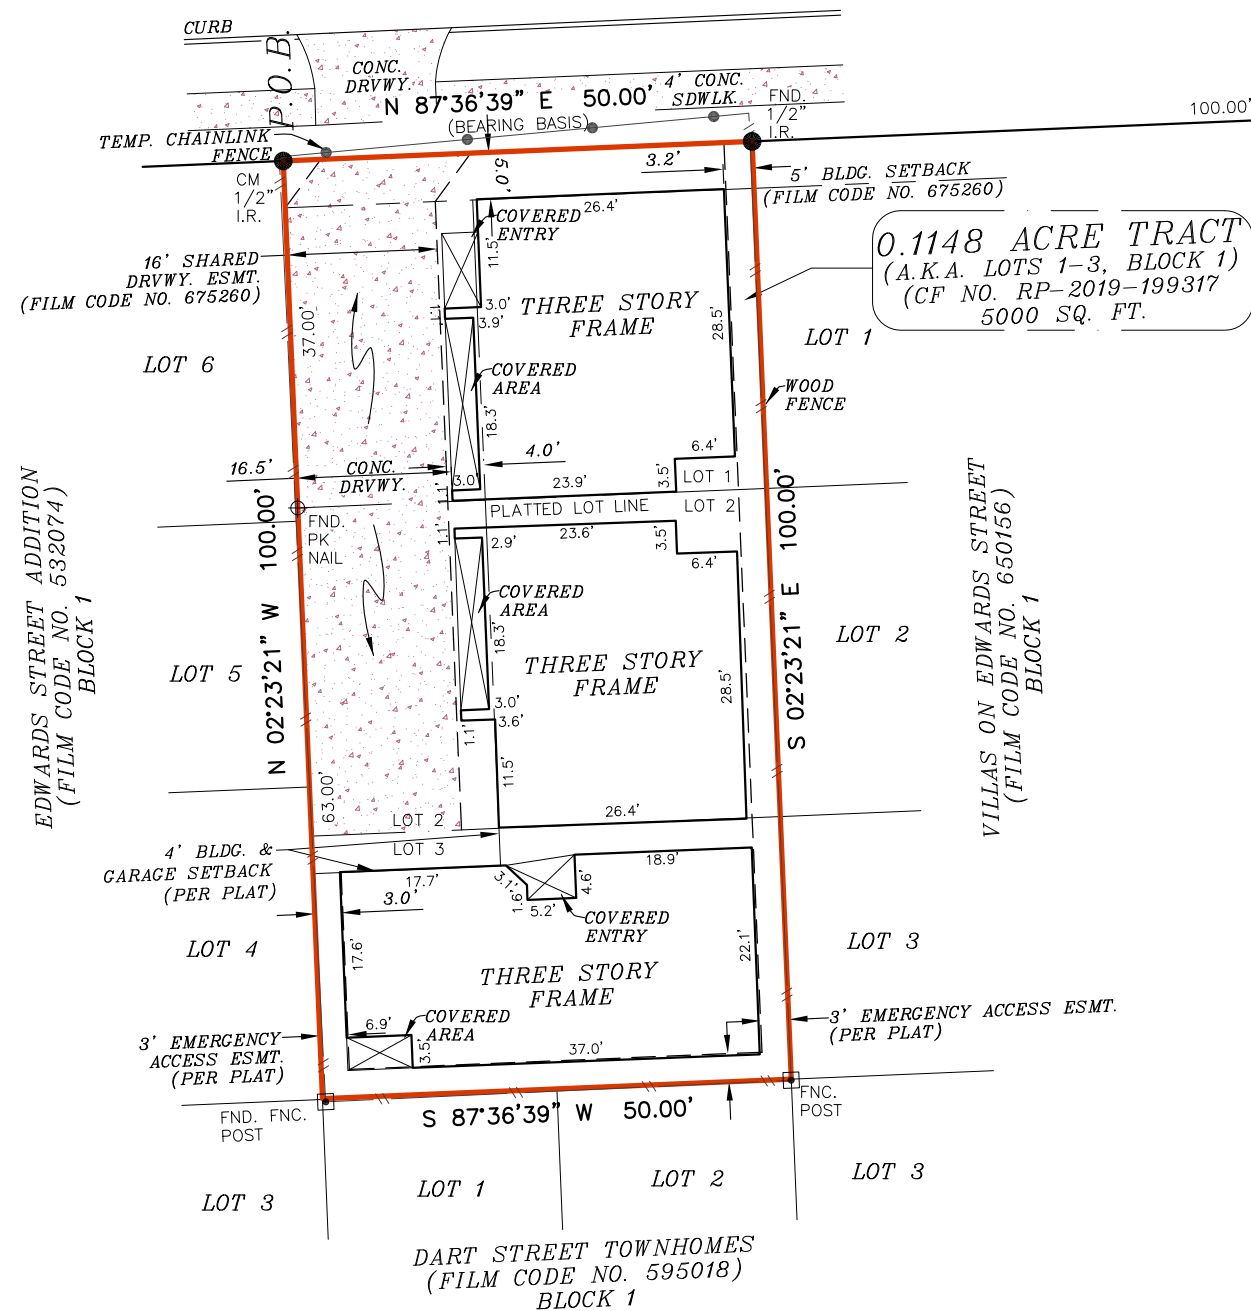 CURB
P.O.B.
CONC.
DRVWY.
4' CONC.
SDWLK.
N 87°36'39" E 50.00'
(BEARING BASIS)
FND.
1/2"
I.R.
100.00'
TEMP. CHAINLINK
FENCE
CM
1/2"
I.R.
5.0'
3.2'
5' BLDG. SETBACK
(FILM CODE NO. 675260)
0.1148 ACRE TRACT
(A.K.A. LOTS 1-3, BLOCK 1)
(CF NO. RP-2019-199317
5000 SQ. FT.
16' SHARED
DRVWY. ESMT.
(FILM CODE NO. 675260)
COVERED
ENTRY
26.4'
11.5'
3.0'
1.1'
3.9'
THREE STORY
FRAME
28.5'
37.00'
LOT 6
LOT 1
COVERED
AREA
18.3'
WOOD
FENCE
4.0'
6.4'
3.5'
LOT 1
16.5'
CONC.
DRVWY.
3.0'
1.1'
23.9'
PLATTED LOT LINE
LOT 2
FND.
PK
NAIL
1.1'
2.9'
23.6'
3.5'
6.4'
EDWARDS STREET ADDITION
(FILM CODE NO. 532074)
BLOCK 1
N 02°23'21" W 100.00'
S 02°23'21" E 100.00'
VILLAS ON EDWARDS STREET
(FILM CODE NO. 650156)
BLOCK 1
COVERED
AREA
18.3'
THREE STORY
FRAME
28.5'
LOT 5
LOT 2
3.0'
1.1'
3.6'
11.5'
26.4'
63.00'
LOT 2
LOT 3
4' BLDG. &
GARAGE SETBACK
(PER PLAT)
17.7'
3.1'
1.6'
5.2'
4.6'
18.9'
3.0'
COVERED
ENTRY
LOT 4
LOT 3
17.6'
22.1'
THREE STORY
FRAME
6.9'
COVERED
AREA
3.5'
37.0'
3' EMERGENCY
ACCESS ESMT.
(PER PLAT)
3' EMERGENCY ACCESS ESMT.
(PER PLAT)
FND. FNC.
POST
S 87°36'39" W 50.00'
FNC.
POST
LOT 3
LOT 1
LOT 2
LOT 3
DART STREET TOWNHOMES
(FILM CODE NO. 595018)
BLOCK 1